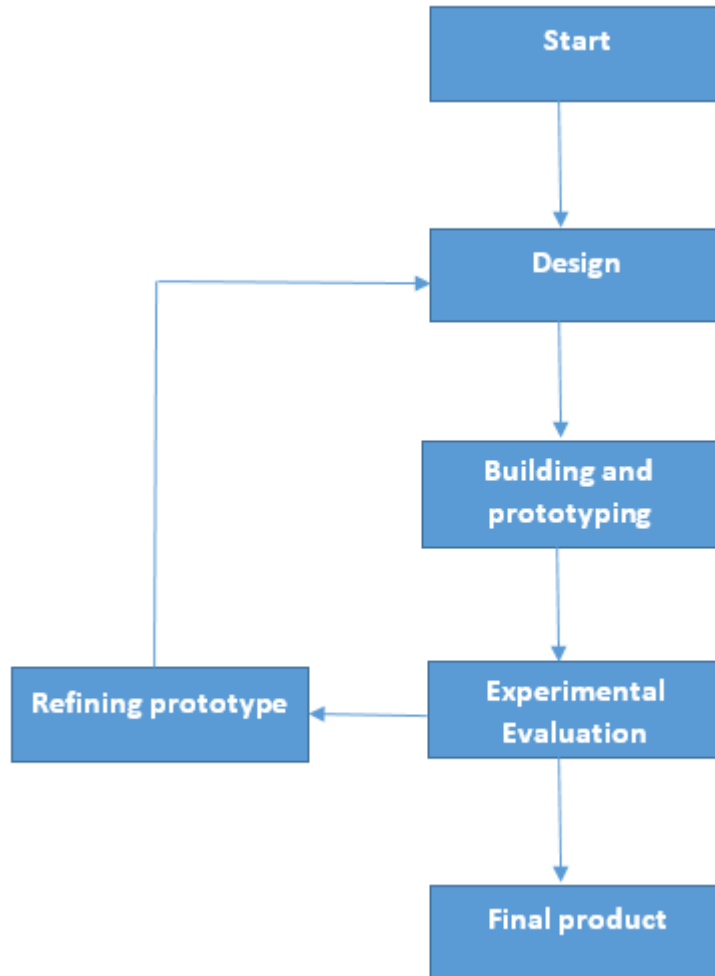 Start
Design
Building and
prototyping
Experimental
Evaluation
Refining prototype
Final product